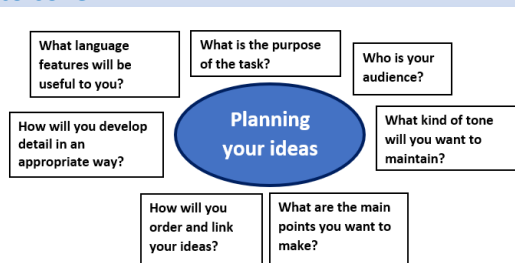 What language
features will be
useful to you?
What is the purpose
of the task?
Who is your
audience?
How will you develop
detail in an
appropriate way?
Planning
your ideas
What kind of tone
will you want to
maintain?
How will you
order and link
your ideas?
What are the main
points you want to
make?